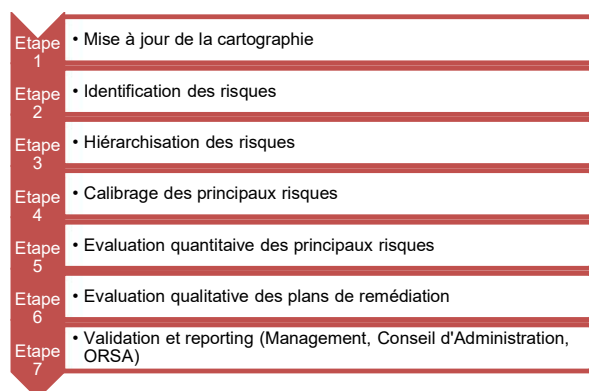 Etape 1
• Mise à jour de la cartographie
Etape 2
• Identification des risques
Etape 3
• Hiérarchisation des risques
Etape 4
• Calibrage des principaux risques
Etape 5
• Evaluation quantitaive des principaux risques
Etape 6
• Evaluation qualitative des plans de remédiation
Etape 7
• Validation et reporting (Management, Conseil d'Administration,
ORSA)